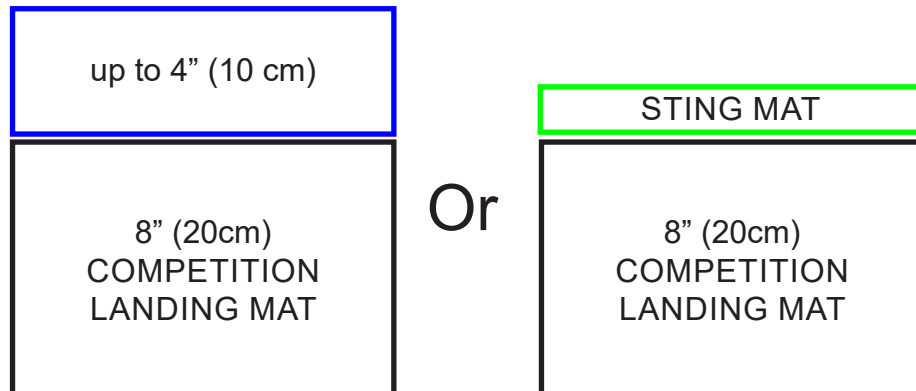 up to 4” (10 cm)
8” (20cm)
COMPETITION
LANDING MAT
Or
STING MAT
8” (20cm)
COMPETITION
LANDING MAT